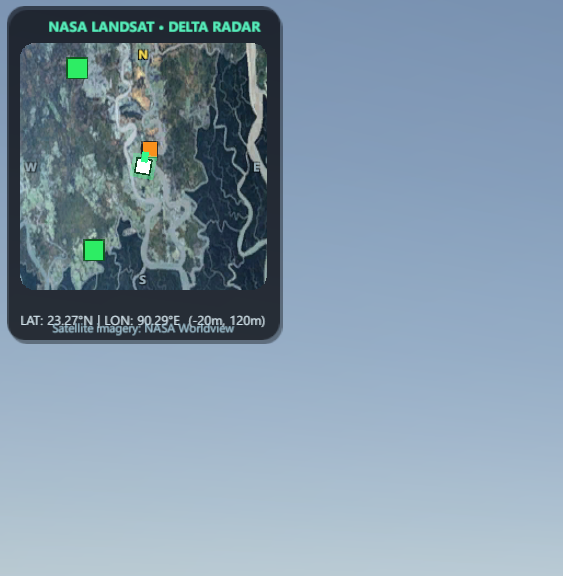 NASA LANDSAT • DELTA RADAR
N
W
E
S
LAT: 23.27°N | LON: 90.29°E (-20m, 120m)
Satellite Imagery: NASA Worldview